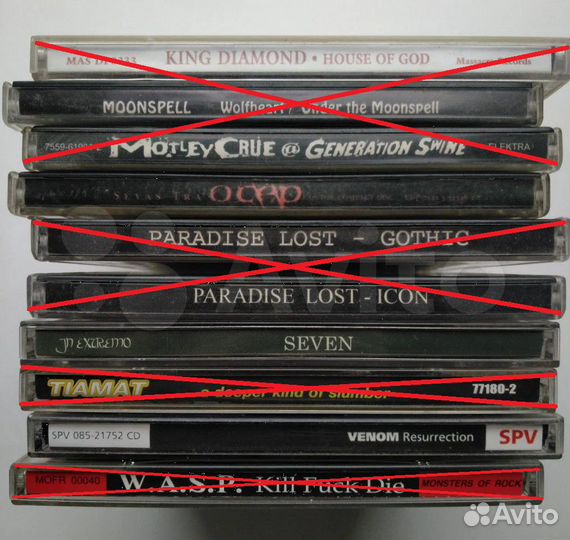 MAS DI KING DIAMOND • HOUSE OF GOD Massacre Records
MOONSPELL Wolfheart / Under the Moonspell
MÖTLEY CRÜE @ GENERATION SWINE ELEKTRA
PARADISE LOST - GOTHIC
PARADISE LOST - ICON
IN EXTREMO SEVEN
TIAMAT a deeper kind of slumber 77180-2
SPV 085-21752 CD VENOM Resurrection SPV
MOFR 00040 W.A.S.P. Kill Fuck Die MONSTERS OF ROCK
Avito
Avito